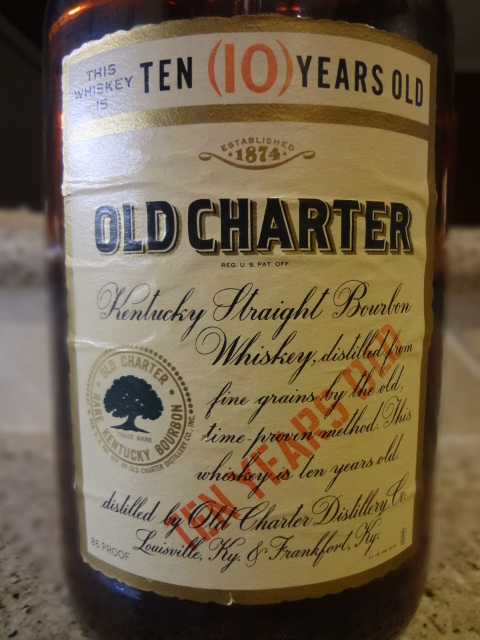 THIS
WHISKEY
IS
TEN (10) YEARS OLD
ESTABLISHED
1874
OLD CHARTER
REG. U.S. PAT. OFF.
Kentucky Straight Bourbon
Whiskey, distilled from
fine grains by the old,
time-proven method. This
whiskey is ten years old.
distilled by Old Charter Distillery Co.
Louisville, Ky. & Frankford, Ky.
TEN YEARS OLD
OLD CHARTER
TRADE MARK
KENTUCKY BOURBON
86 PROOF